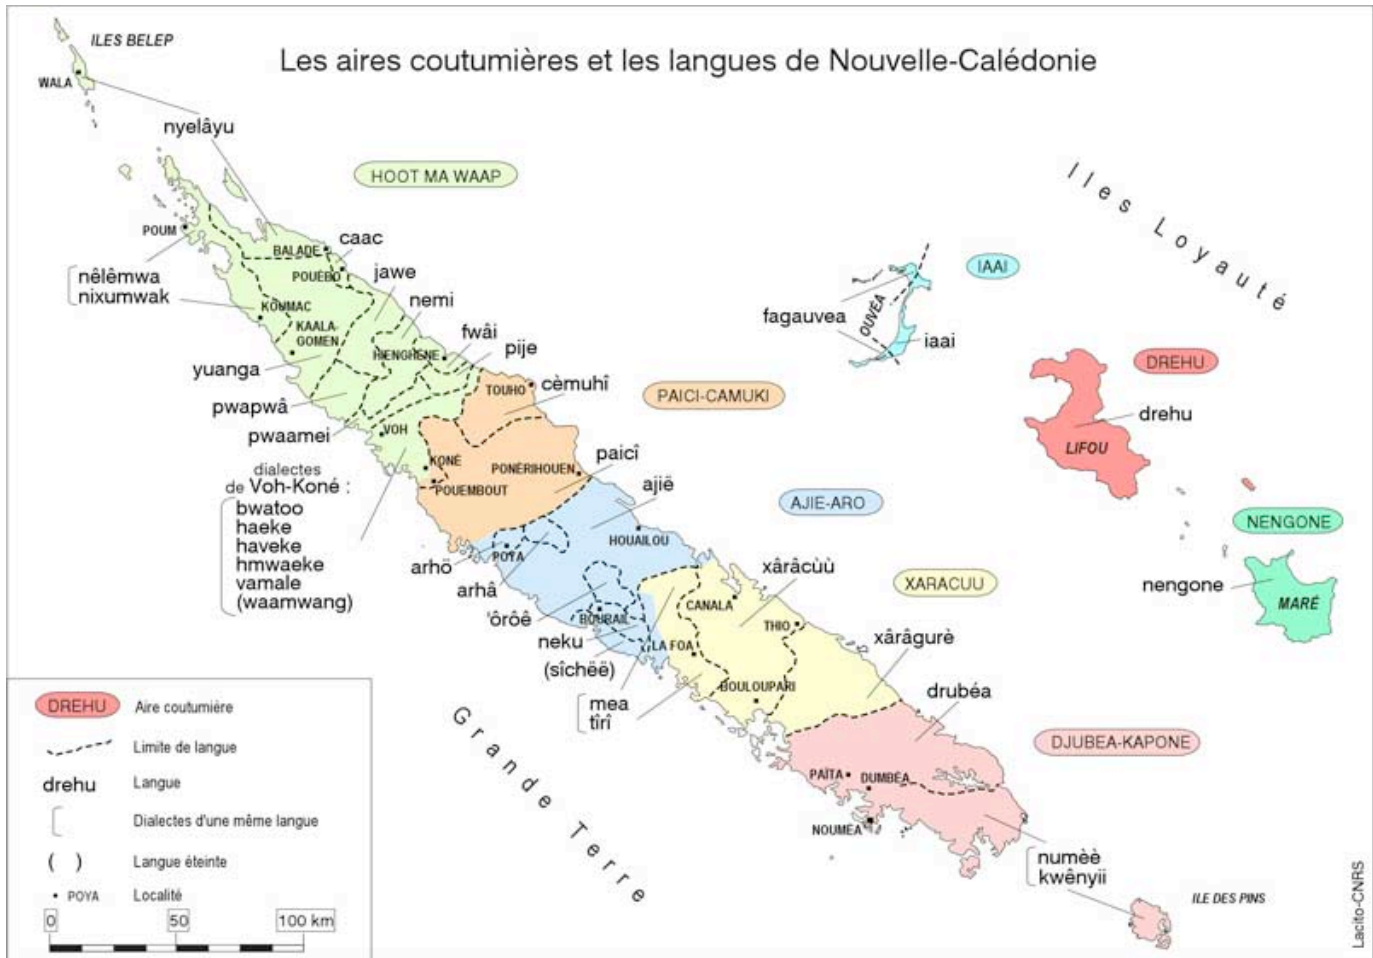 Les aires coutumières et les langues de Nouvelle-Calédonie
ILES BELEP
WALA
nyelâyu
HOOT MA WAAP
Iles Loyauté
POUM
BALADE
caac
POUÉBO
jawe
nêlêmwa
nixumwak
nemi
KOUMAC
KAALA-
GOMEN
fwâi
HIENGHENE
pije
yuanga
TOUHO
cèmuhî
pwapwâ
pwaamei
VOH
IAAI
fagauvea
OUVÉA
iaai
DREHU
drehu
LIFOU
PAICI-CAMUKI
paicî
KONÉ
PONÉRIHOUEN
POUEMBOUT
dialectes
de Voh-Koné :
bwatoo
haeke
haveke
hmwaeke
vamale
(waamwang)
ajië
AJIE-ARO
HOUAILOU
NENGONE
nengone
MARÉ
arhö
POYA
arhâ
xârâcùù
XARACUU
'ôrôê
BOURAIL
CANALA
THIO
neku
(sîchëë)
LA FOA
xârâgurè
BOULOUPARI
mea
tîrî
drubéa
DJUBEA-KAPONE
Grande Terre
PAÏTA
DUMBÉA
NOUMÉA
numèè
kwênyii
ILE DES PINS
DREHU Aire coutumière
Limite de langue
drehu Langue
[ Dialectes d'une même langue
( ) Langue éteinte
• POYA Localité
0 50 100 km
Lacito-CNRS